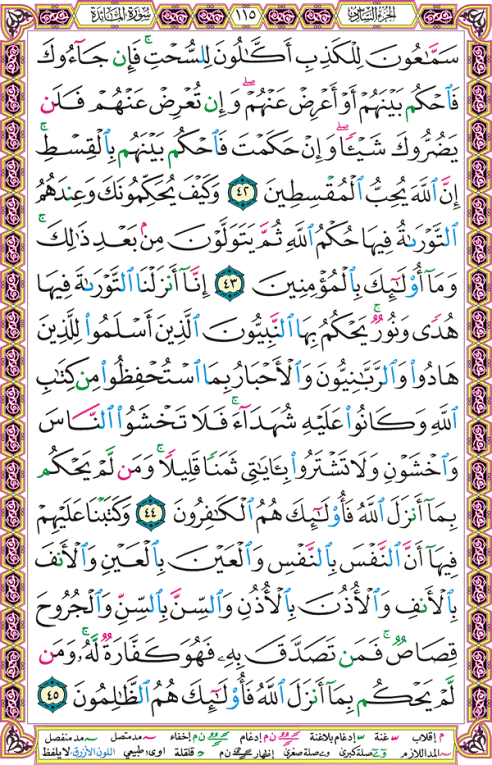 الجزء السادس ١١٥ سورة المائدة
سَمَّٰعُونَ لِلْكَذِبِ أَكَّٰلُونَ لِلسُّحْتِ ۚ فَإِن جَآءُوكَ
فَٱحْكُم بَيْنَهُمْ أَوْ أَعْرِضْ عَنْهُمْ ۖ وَإِن تُعْرِضْ عَنْهُمْ فَلَن
يَضُرُّوكَ شَيْـًٔا ۖ وَإِنْ حَكَمْتَ فَٱحْكُم بَيْنَهُم بِٱلْقِسْطِ ۚ
إِنَّ ٱللَّهَ يُحِبُّ ٱلْمُقْسِطِينَ ٤٢ وَكَيْفَ يُحَكِّمُونَكَ وَعِندَهُمُ
ٱلتَّوْرَىٰةُ فِيهَا حُكْمُ ٱللَّهِ ثُمَّ يَتَوَلَّوْنَ مِنۢ بَعْدِ ذَٰلِكَ ۚ
وَمَآ أُو۟لَٰٓئِكَ بِٱلْمُؤْمِنِينَ ٤٣ إِنَّآ أَنزَلْنَا ٱلتَّوْرَىٰةَ فِيهَا
هُدًى وَنُورٌ ۚ يَحْكُمُ بِهَا ٱلنَّبِيُّونَ ٱلَّذِينَ أَسْلَمُوا۟ لِلَّذِينَ
هَادُوا۟ وَٱلرَّبَّٰنِيُّونَ وَٱلْأَحْبَارُ بِمَا ٱسْتُحْفِظُوا۟ مِن كِتَٰبِ
ٱللَّهِ وَكَانُوا۟ عَلَيْهِ شُهَدَآءَ ۚ فَلَا تَخْشَوُا۟ ٱلنَّاسَ
وَٱخْشَوْنِ وَلَا تَشْتَرُوا۟ بِـَٔايَٰتِى ثَمَنًا قَلِيلًا ۚ وَمَن لَّمْ يَحْكُم
بِمَآ أَنزَلَ ٱللَّهُ فَأُو۟لَٰٓئِكَ هُمُ ٱلْكَٰفِرُونَ ٤٤ وَكَتَبْنَا عَلَيْهِمْ
فِيهَآ أَنَّ ٱلنَّفْسَ بِٱلنَّفْسِ وَٱلْعَيْنَ بِٱلْعَيْنِ وَٱلْأَنفَ
بِٱلْأَنفِ وَٱلْأُذُنَ بِٱلْأُذُنِ وَٱلسِّنَّ بِٱلسِّنِّ وَٱلْجُرُوحَ
قِصَاصٌ ۚ فَمَن تَصَدَّقَ بِهِۦ فَهُوَ كَفَّارَةٌ لَّهُۥ ۚ وَمَن
لَّمْ يَحْكُم بِمَآ أَنزَلَ ٱللَّهُ فَأُو۟لَٰٓئِكَ هُمُ ٱلظَّٰلِمُونَ ٤٥
م إقلاب س غنة إدغام بلاغنة ن م إدغام ن م إخفاء مد متصل مد منفصل
المد اللازم صلة كبرى وصلة صغرى إظهار قلقلة اوى: طبيعي اللون الأزرق: لا يلفظ